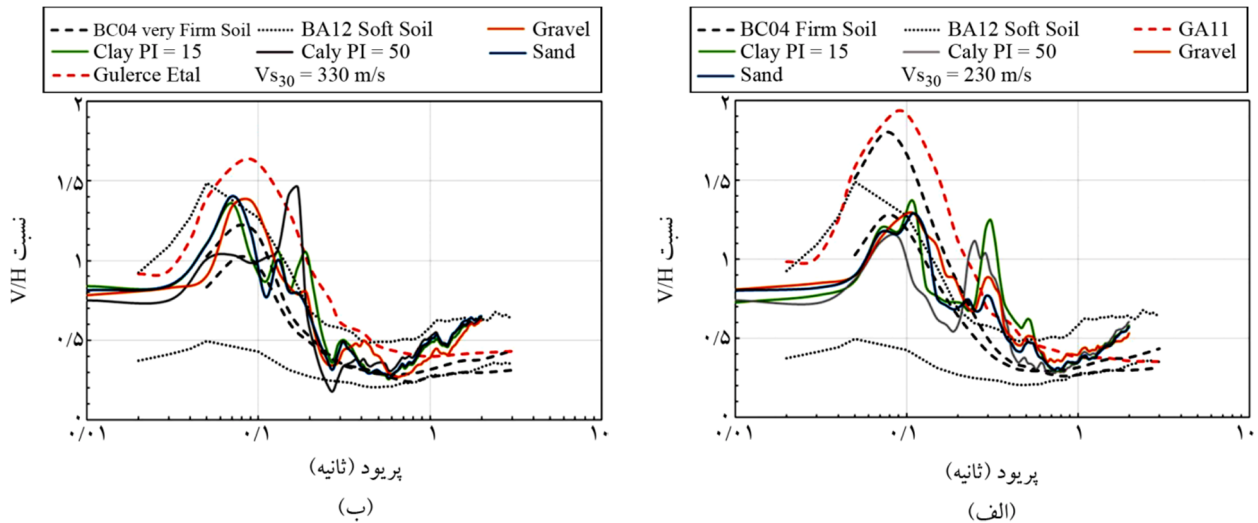 BC04 very Firm Soil BA12 Soft Soil Gravel
Clay PI = 15 Caly PI = 50 Sand
Gulerce Etal Vs30 = 330 m/s
۲
۱/۵
۱
۰/۵
۰
۰/۰۱ ۰/۱ ۱ ۱۰
نسبت V/H
پریود (ثانیه)
(ب)
BC04 Firm Soil BA12 Soft Soil GA11
Clay PI = 15 Caly PI = 50 Gravel
Sand Vs30 = 230 m/s
۲
۱/۵
۱
۰/۵
۰
۰/۰۱ ۰/۱ ۱ ۱۰
نسبت V/H
پریود (ثانیه)
(الف)